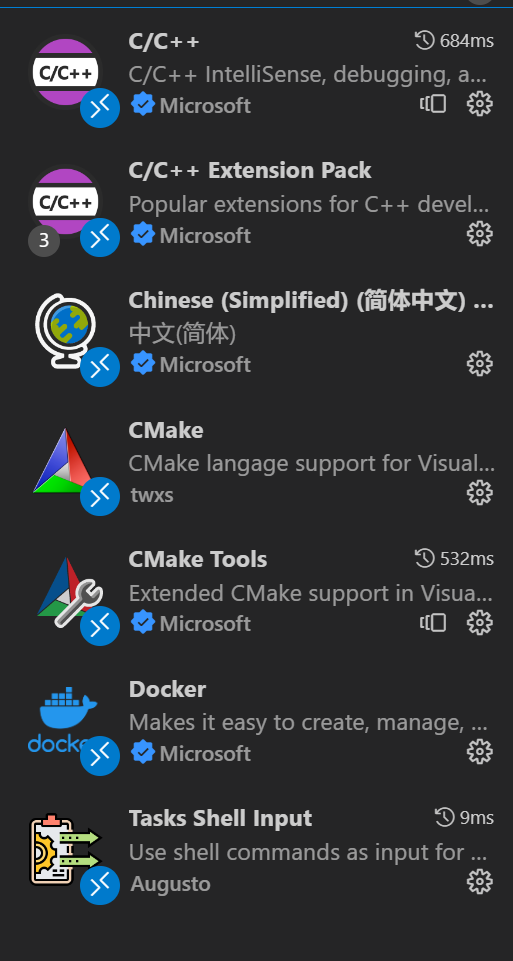 C/C++ 684ms
C/C++
C/C++ IntelliSense, debugging, a...
Microsoft
C/C++ Extension Pack
C/C++
Popular extensions for C++ devel...
3
Microsoft
Chinese (Simplified) (简体中文) ...
中文(简体)
Microsoft
CMake
CMake langage support for Visual...
twxs
CMake Tools 532ms
Extended CMake support in Visua...
Microsoft
Docker
Makes it easy to create, manage, ...
docke
Microsoft
Tasks Shell Input 9ms
Use shell commands as input for ...
Augusto